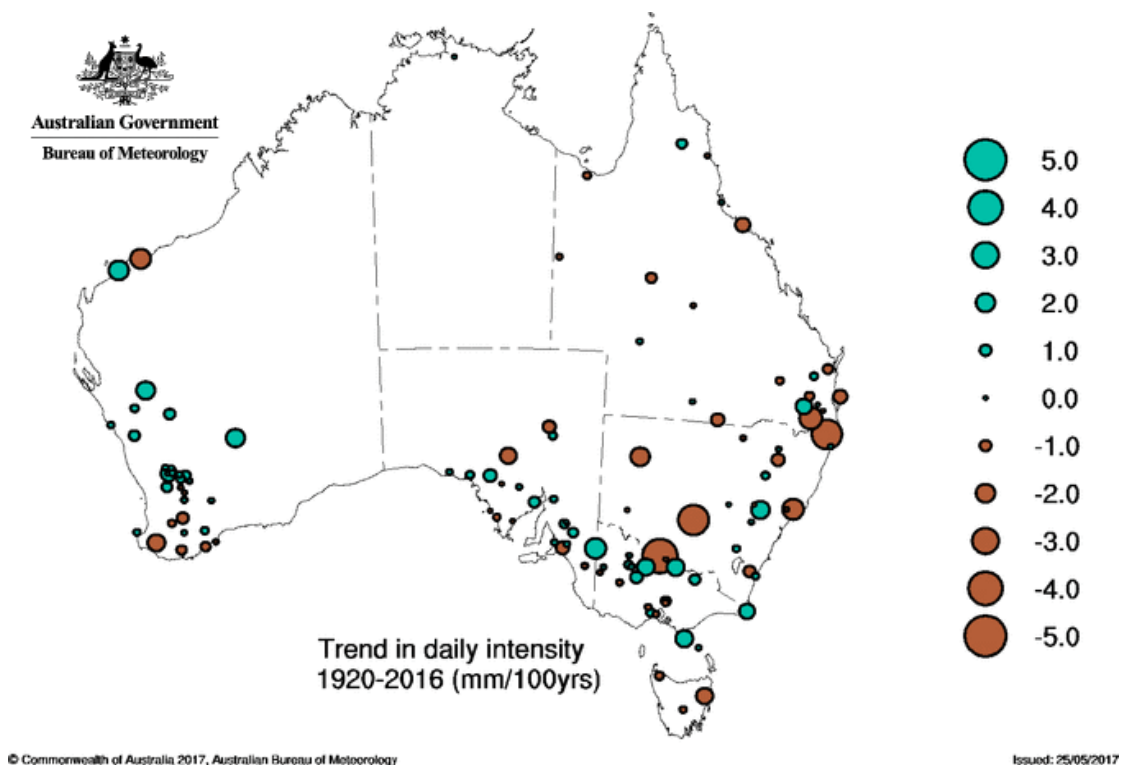 Australian Government
Bureau of Meteorology
5.0
4.0
3.0
2.0
1.0
0.0
-1.0
-2.0
-3.0
-4.0
-5.0
Trend in daily intensity
1920-2016 (mm/100yrs)
© Commonwealth of Australia 2017, Australian Bureau of Meteorology
Issued: 25/05/2017